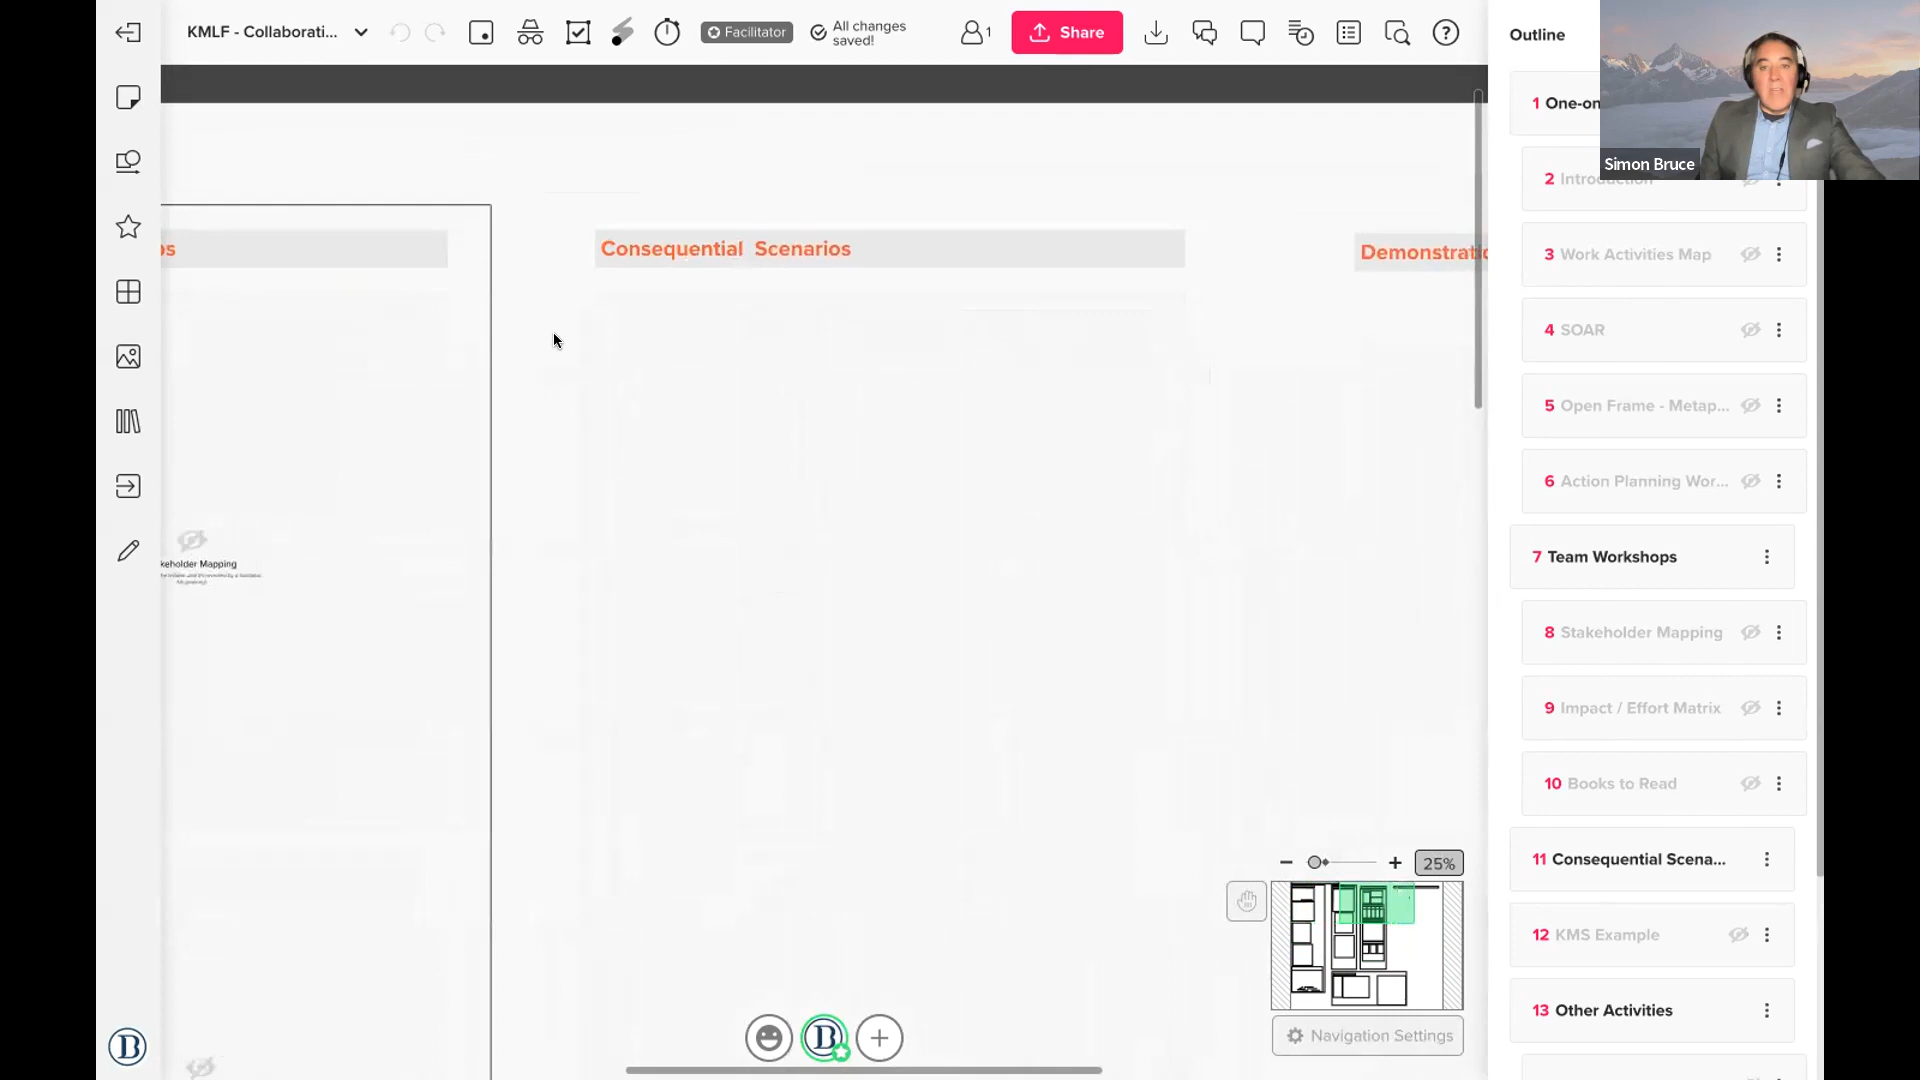 KMLF - Collaborati...
Facilitator
All changes
saved!
1
Share
Outline
Simon Bruce
1 One-on
2 Introduction
3 Work Activities Map
4 SOAR
5 Open Frame - Metap...
6 Action Planning Wor...
7 Team Workshops
8 Stakeholder Mapping
9 Impact / Effort Matrix
10 Books to Read
11 Consequential Scena...
12 KMS Example
13 Other Activities
ps
Consequential Scenarios
Demonstratio
keholder Mapping
25%
Navigation Settings
B
B